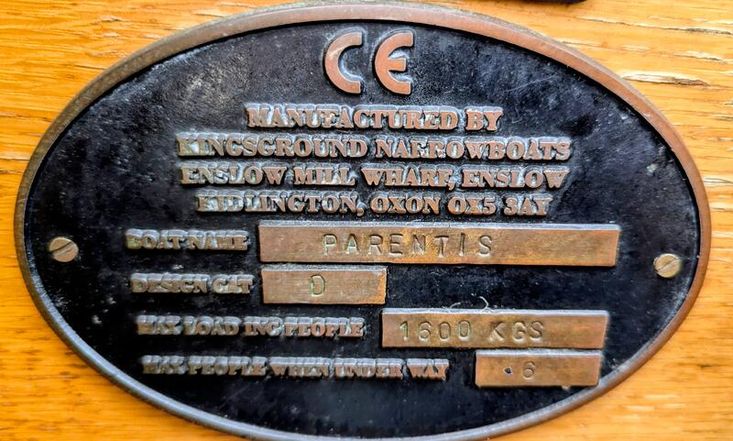 CE
MANUFACTURED BY
KINGSGROUND NARROWBOATS
ENSLOW MILL WHARF, ENSLOW
KIDLINGTON, OXON OX5 3AY
BOAT NAME PARENTIS
DESIGN CAT D
MAX LOAD INC PEOPLE 1600 KGS
MAX PEOPLE WHEN UNDER WAY 6